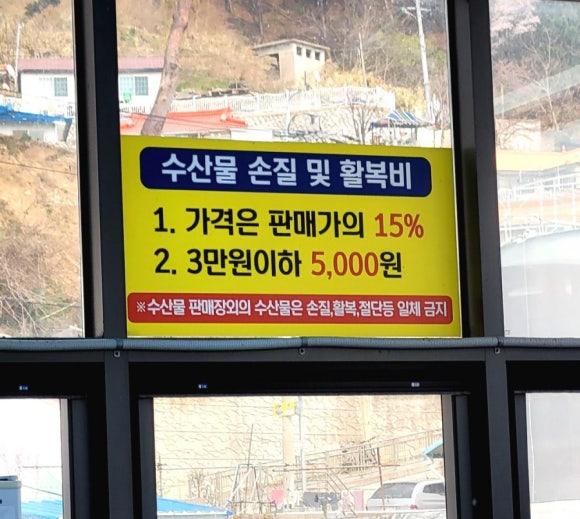 수산물 손질 및 활복비
1. 가격은 판매가의 15%
2. 3만원이하 5,000원
※수산물 판매장외의 수산물은 손질,활복,절단등 일체 금지